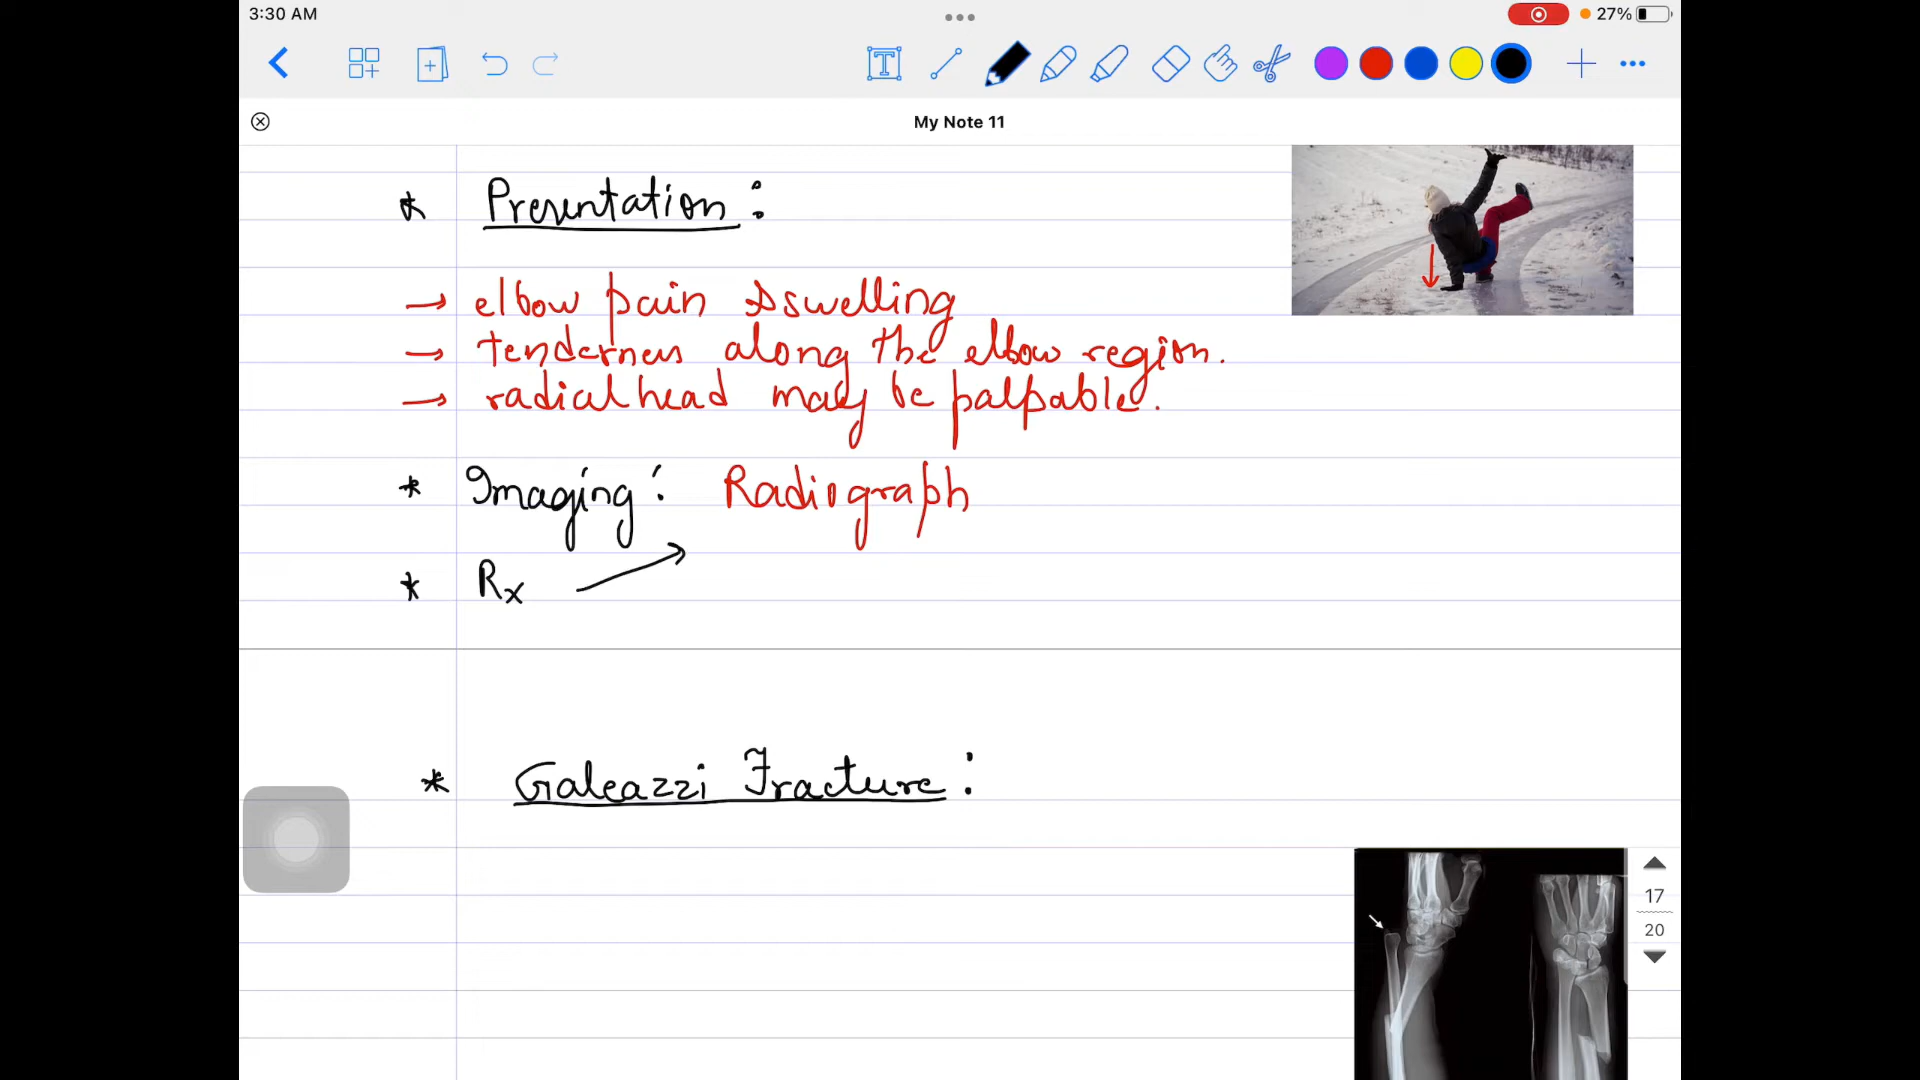 3:30 AM
27%
T
My Note 11
* Presentation:
→ elbow pain & swelling
→ tenderness along the elbow region.
→ radial head may be palpable.
* Imaging: Radiograph
* Rx →
* Galeazzi Fracture:
17
20